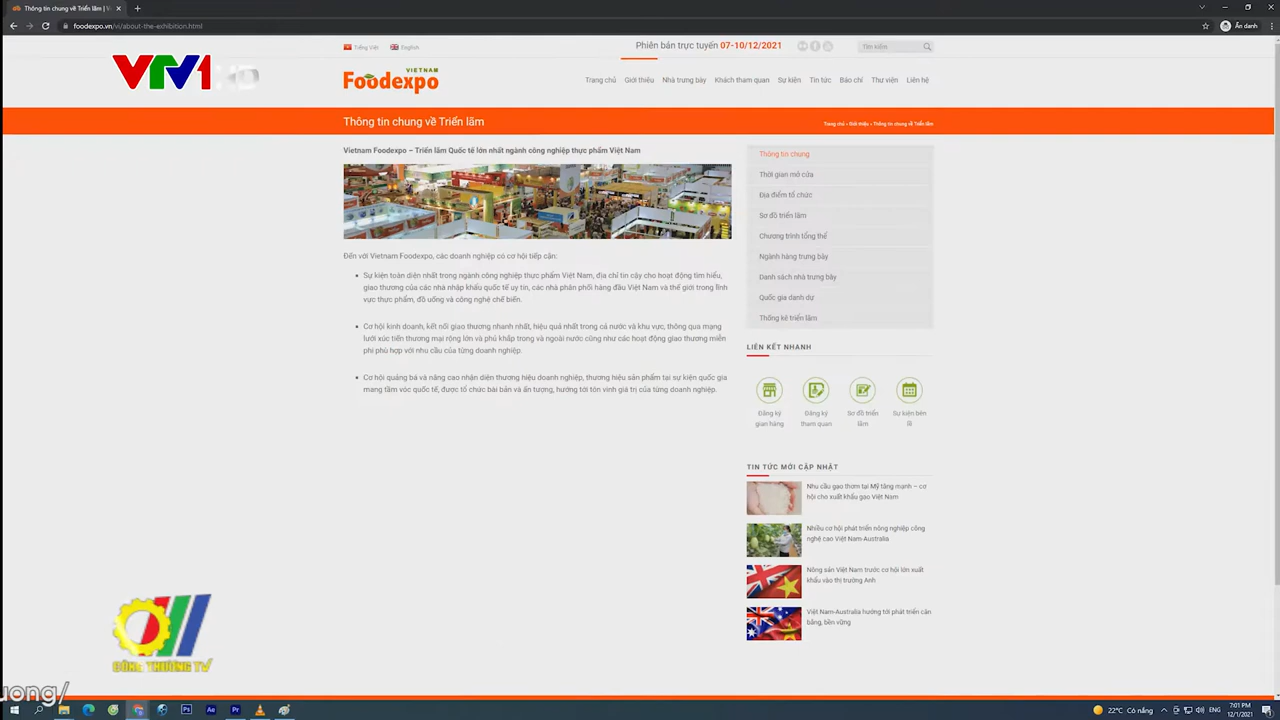 Thông tin chung về Triển lãm |
foodexpo.vn/vi/about-the-exhibition.html
Ẩn danh
VTV1 HD
Tiếng Việt
English
Phiên bản trực tuyến 07-10/12/2021
Tìm kiếm
VIETNAM
Foodexpo
Trang chủ
Giới thiệu
Nhà trưng bày
Khách tham quan
Sự kiện
Tin tức
Báo chí
Thư viện
Liên hệ
Thông tin chung về Triển lãm
Trang chủ » Giới thiệu » Thông tin chung về Triển lãm
Vietnam Foodexpo – Triển lãm Quốc tế lớn nhất ngành công nghiệp thực phẩm Việt Nam
Đến với Vietnam Foodexpo, các doanh nghiệp có cơ hội tiếp cận:
Sự kiện toàn diện nhất trong ngành công nghiệp thực phẩm Việt Nam, địa chỉ tin cậy cho hoạt động tìm hiểu,
giao thương của các nhà nhập khẩu quốc tế uy tín, các nhà phân phối hàng đầu Việt Nam và thế giới trong lĩnh
vực thực phẩm, đồ uống và công nghệ chế biến.
Cơ hội kinh doanh, kết nối giao thương nhanh nhất, hiệu quả nhất trong cả nước và khu vực, thông qua mạng
lưới xúc tiến thương mại rộng lớn và phủ khắp trong và ngoài nước cũng như các hoạt động giao thương miễn
phí phù hợp với nhu cầu của từng doanh nghiệp.
Cơ hội quảng bá và nâng cao nhận diện thương hiệu doanh nghiệp, thương hiệu sản phẩm tại sự kiện quốc gia
mang tầm vóc quốc tế, được tổ chức bài bản và ấn tượng, hướng tới tôn vinh giá trị của từng doanh nghiệp.
Thông tin chung
Thời gian mở cửa
Địa điểm tổ chức
Sơ đồ triển lãm
Chương trình tổng thể
Ngành hàng trưng bày
Danh sách nhà trưng bày
Quốc gia danh dự
Thống kê triển lãm
LIÊN KẾT NHANH
Đăng ký
gian hàng
Đăng ký
tham quan
Sơ đồ triển
lãm
Sự kiện bên
lề
TIN TỨC MỚI CẬP NHẬT
Nhu cầu gạo thơm tại Mỹ tăng mạnh – cơ
hội cho xuất khẩu gạo Việt Nam
Nhiều cơ hội phát triển nông nghiệp công
nghệ cao Việt Nam-Australia
Nông sản Việt Nam trước cơ hội lớn xuất
khẩu vào thị trường Anh
Việt Nam-Australia hướng tới phát triển cân
bằng, bền vững
CÔNG THƯƠNG TV
uong/
22°C Có nắng
ENG
7:01 PM
12/1/2021